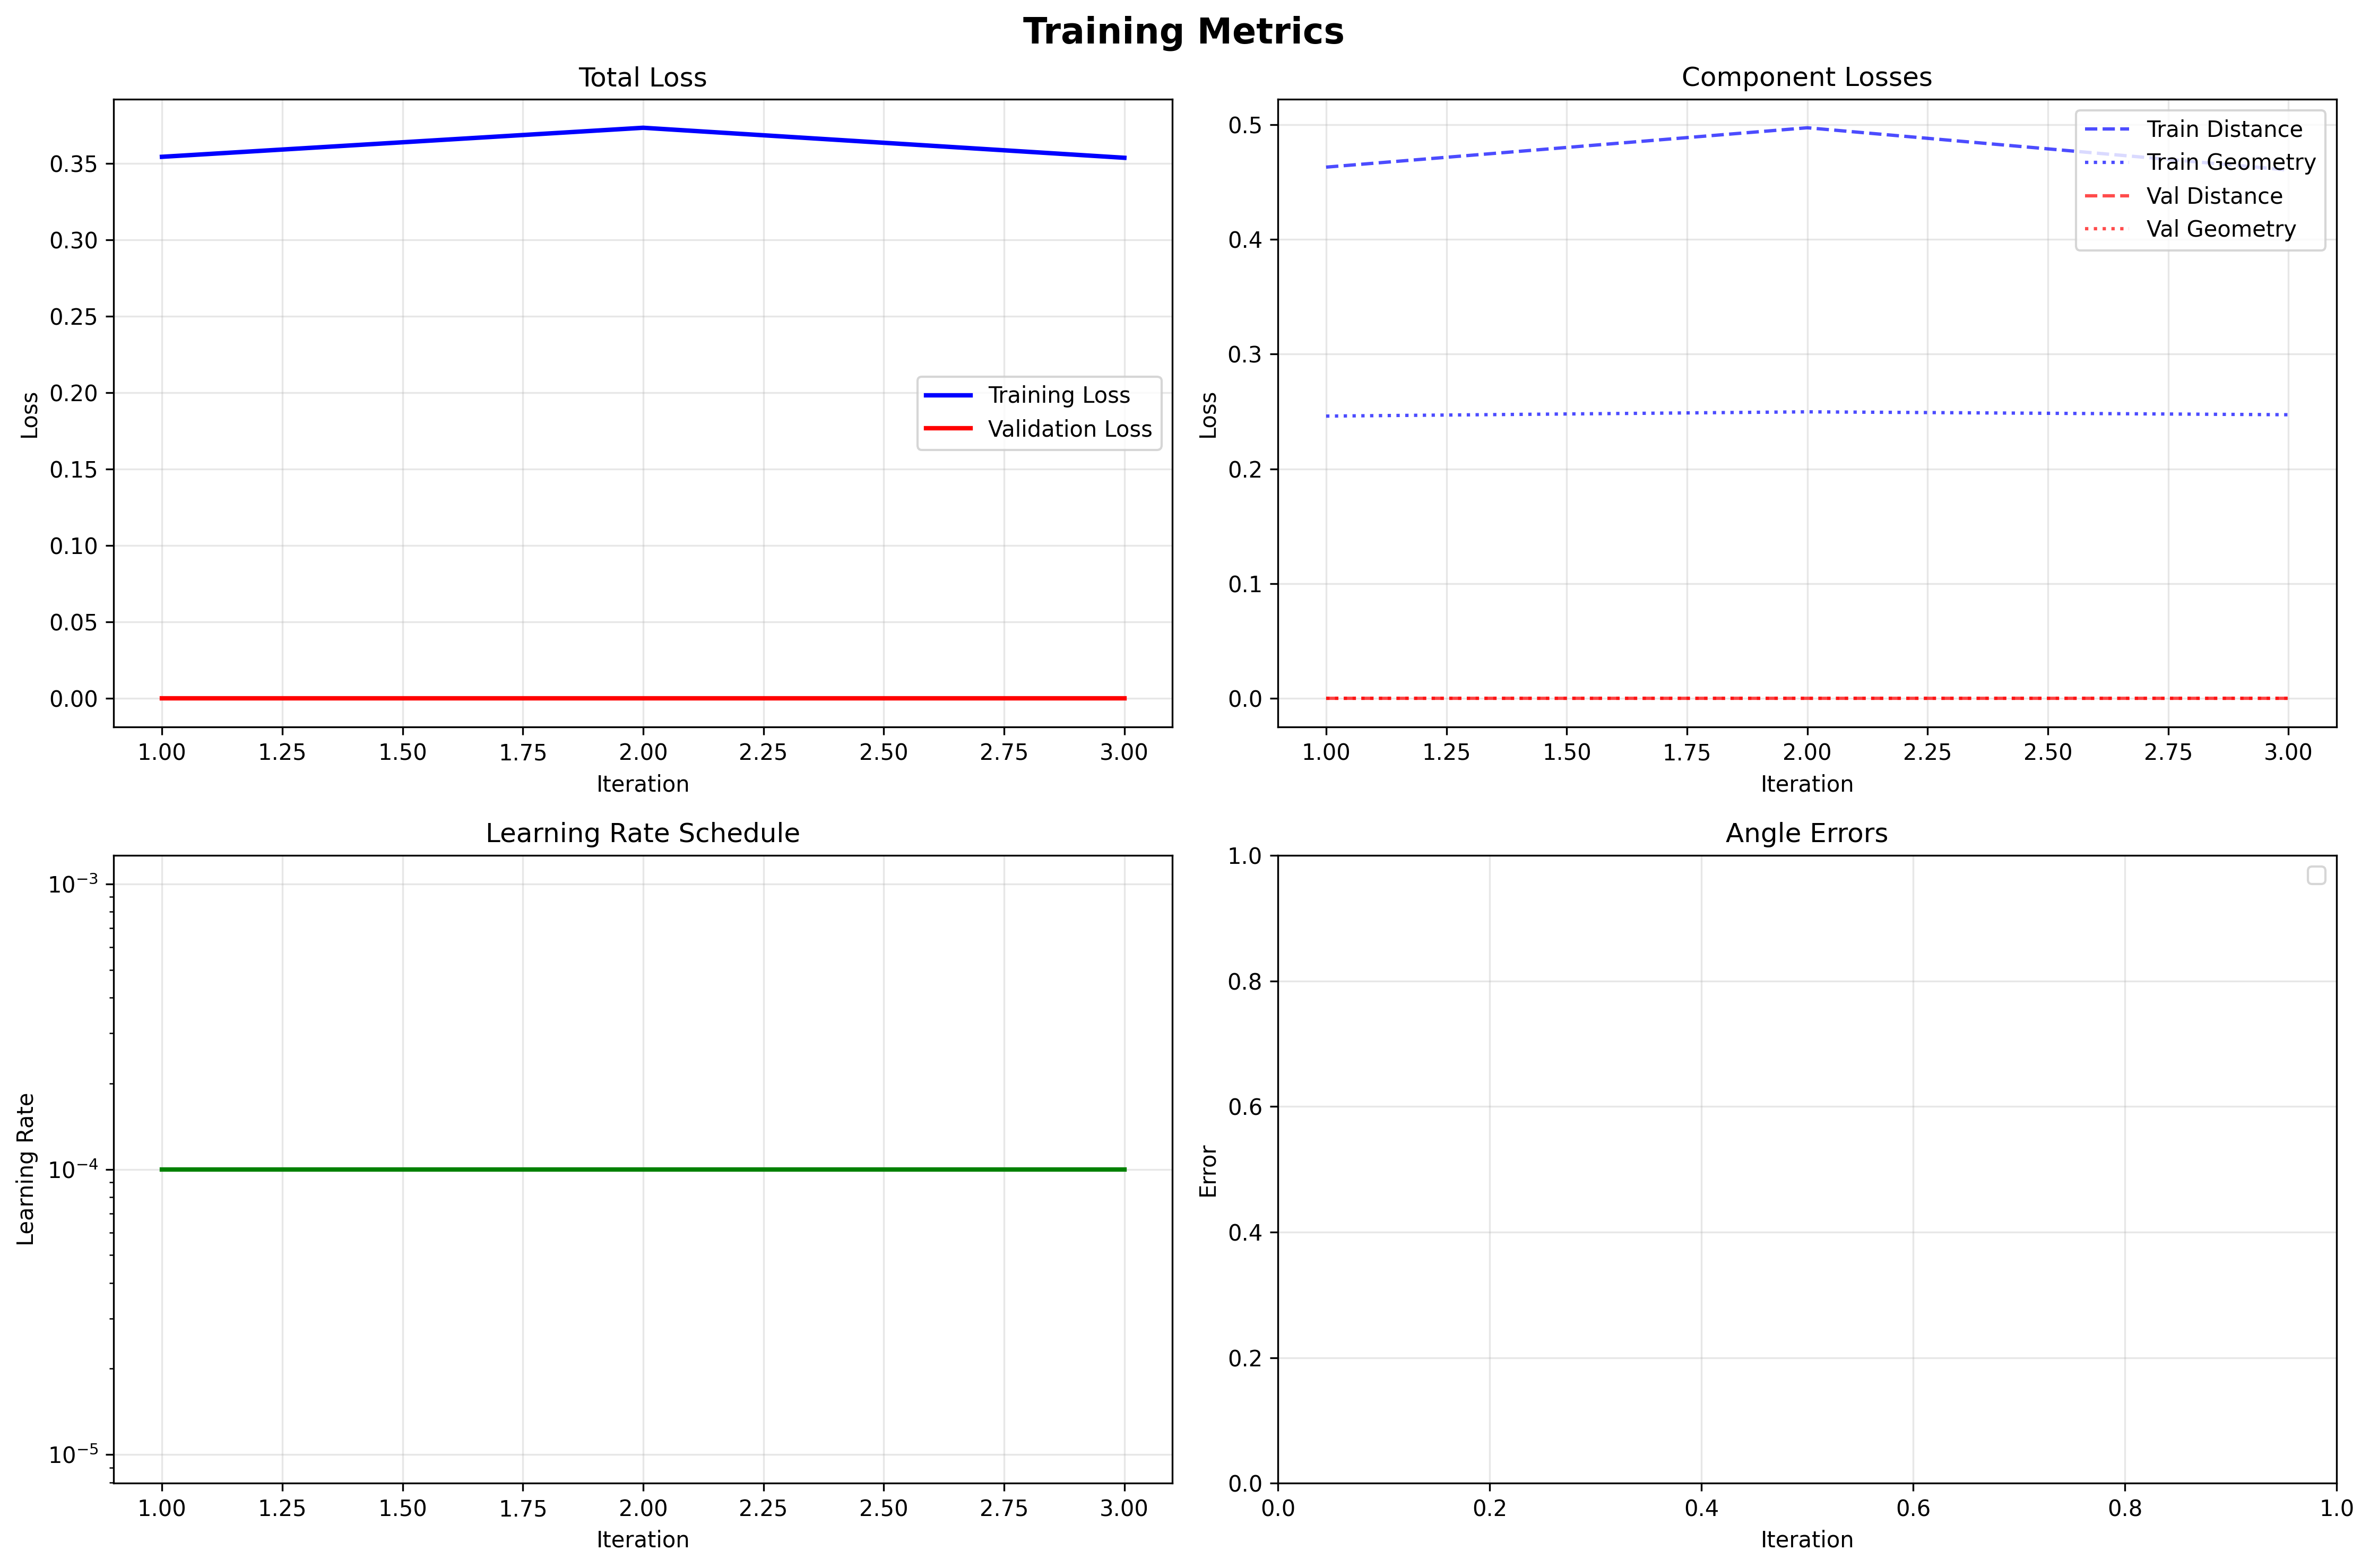 Training Metrics
Total Loss
Loss
0.35
0.30
0.25
0.20
0.15
0.10
0.05
0.00
Training Loss
Validation Loss
1.00 1.25 1.50 1.75 2.00 2.25 2.50 2.75 3.00
Iteration
Component Losses
Loss
0.5
0.4
0.3
0.2
0.1
0.0
Train Distance
Train Geometry
Val Distance
Val Geometry
1.00 1.25 1.50 1.75 2.00 2.25 2.50 2.75 3.00
Iteration
Learning Rate Schedule
Learning Rate
10⁻³
10⁻⁴
10⁻⁵
1.00 1.25 1.50 1.75 2.00 2.25 2.50 2.75 3.00
Iteration
Angle Errors
Error
1.0
0.8
0.6
0.4
0.2
0.0
0.0 0.2 0.4 0.6 0.8 1.0
Iteration